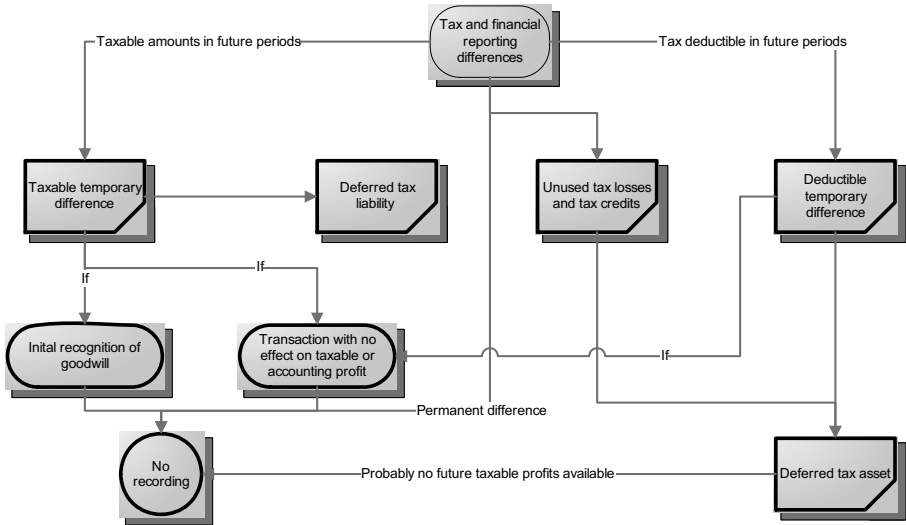 Tax and financial
reporting
differences
Taxable amounts in future periods
Tax deductible in future periods
Taxable temporary
difference
Deferred tax
liability
Unused tax losses
and tax credits
Deductible
temporary
difference
If
If
Inital recognition of
goodwill
Transaction with no
effect on taxable or
accounting profit
If
Permanent difference
No
recording
Probably no future taxable profits available
Deferred tax asset